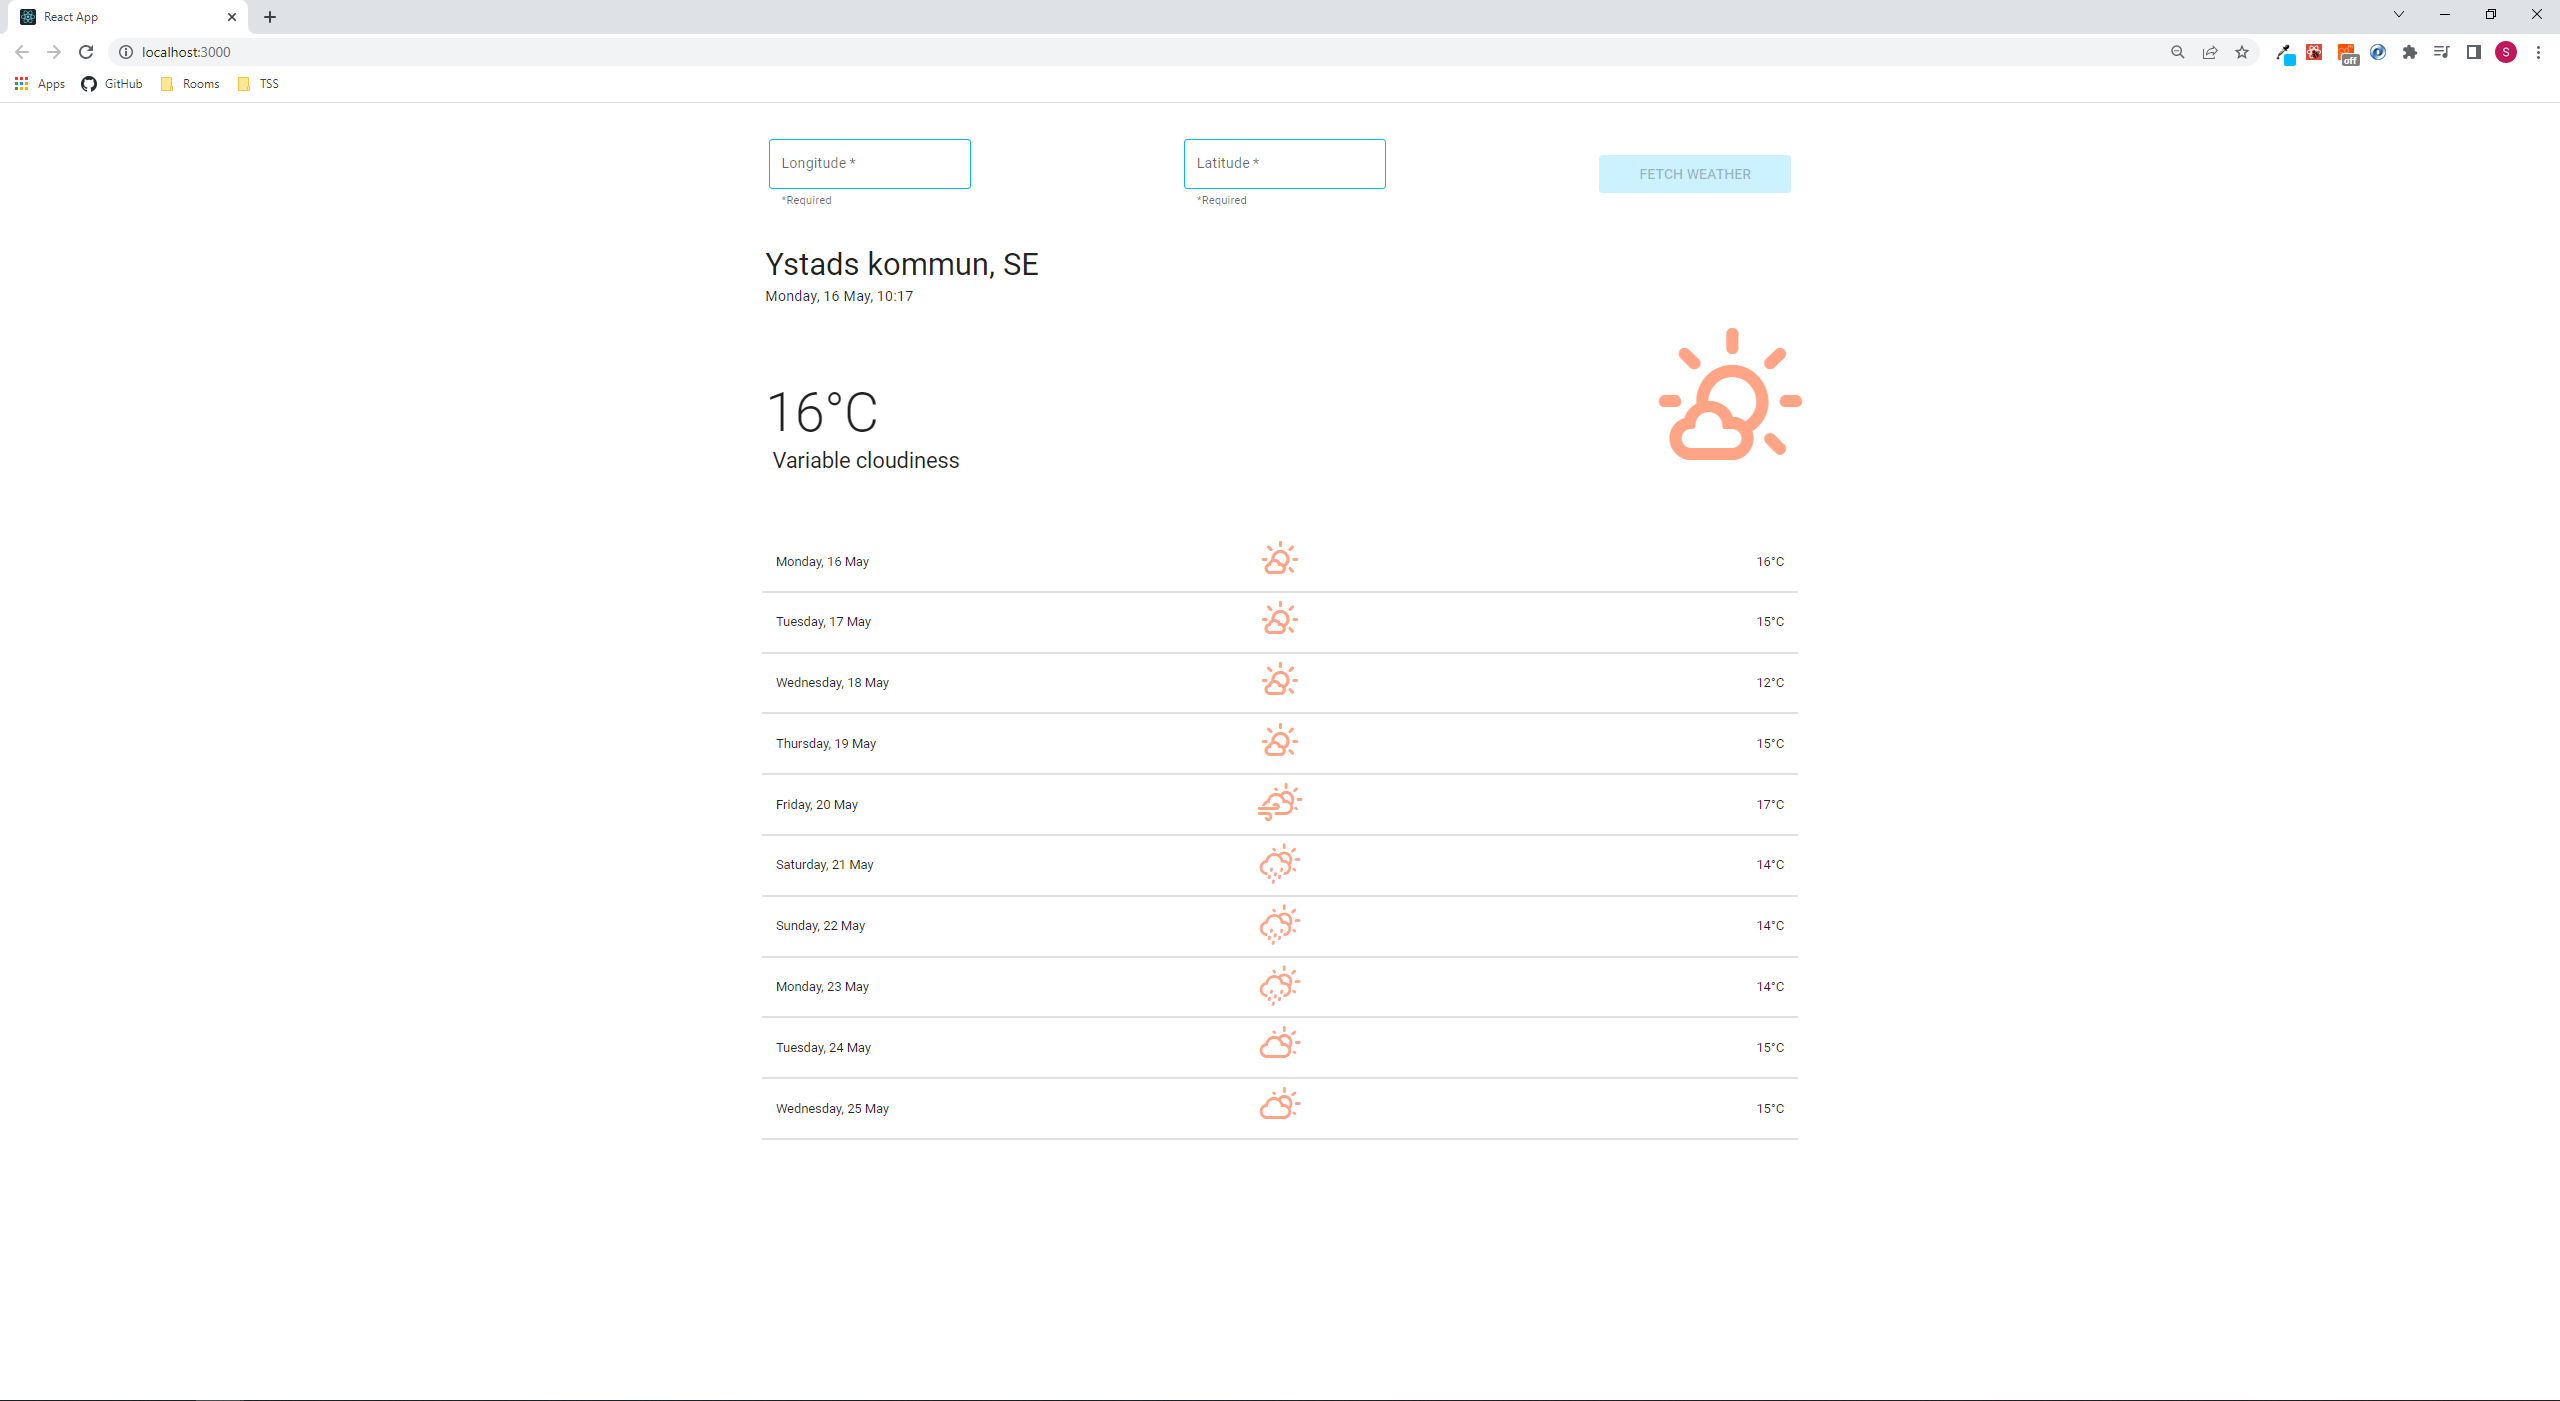 React App
localhost:3000
off
S
Apps GitHub Rooms TSS
Longitude * Latitude * FETCH WEATHER
*Required *Required
Ystads kommun, SE
Monday, 16 May, 10:17
16°C
Variable cloudiness
Monday, 16 May 16°C
Tuesday, 17 May 15°C
Wednesday, 18 May 12°C
Thursday, 19 May 15°C
Friday, 20 May 17°C
Saturday, 21 May 14°C
Sunday, 22 May 14°C
Monday, 23 May 14°C
Tuesday, 24 May 15°C
Wednesday, 25 May 15°C